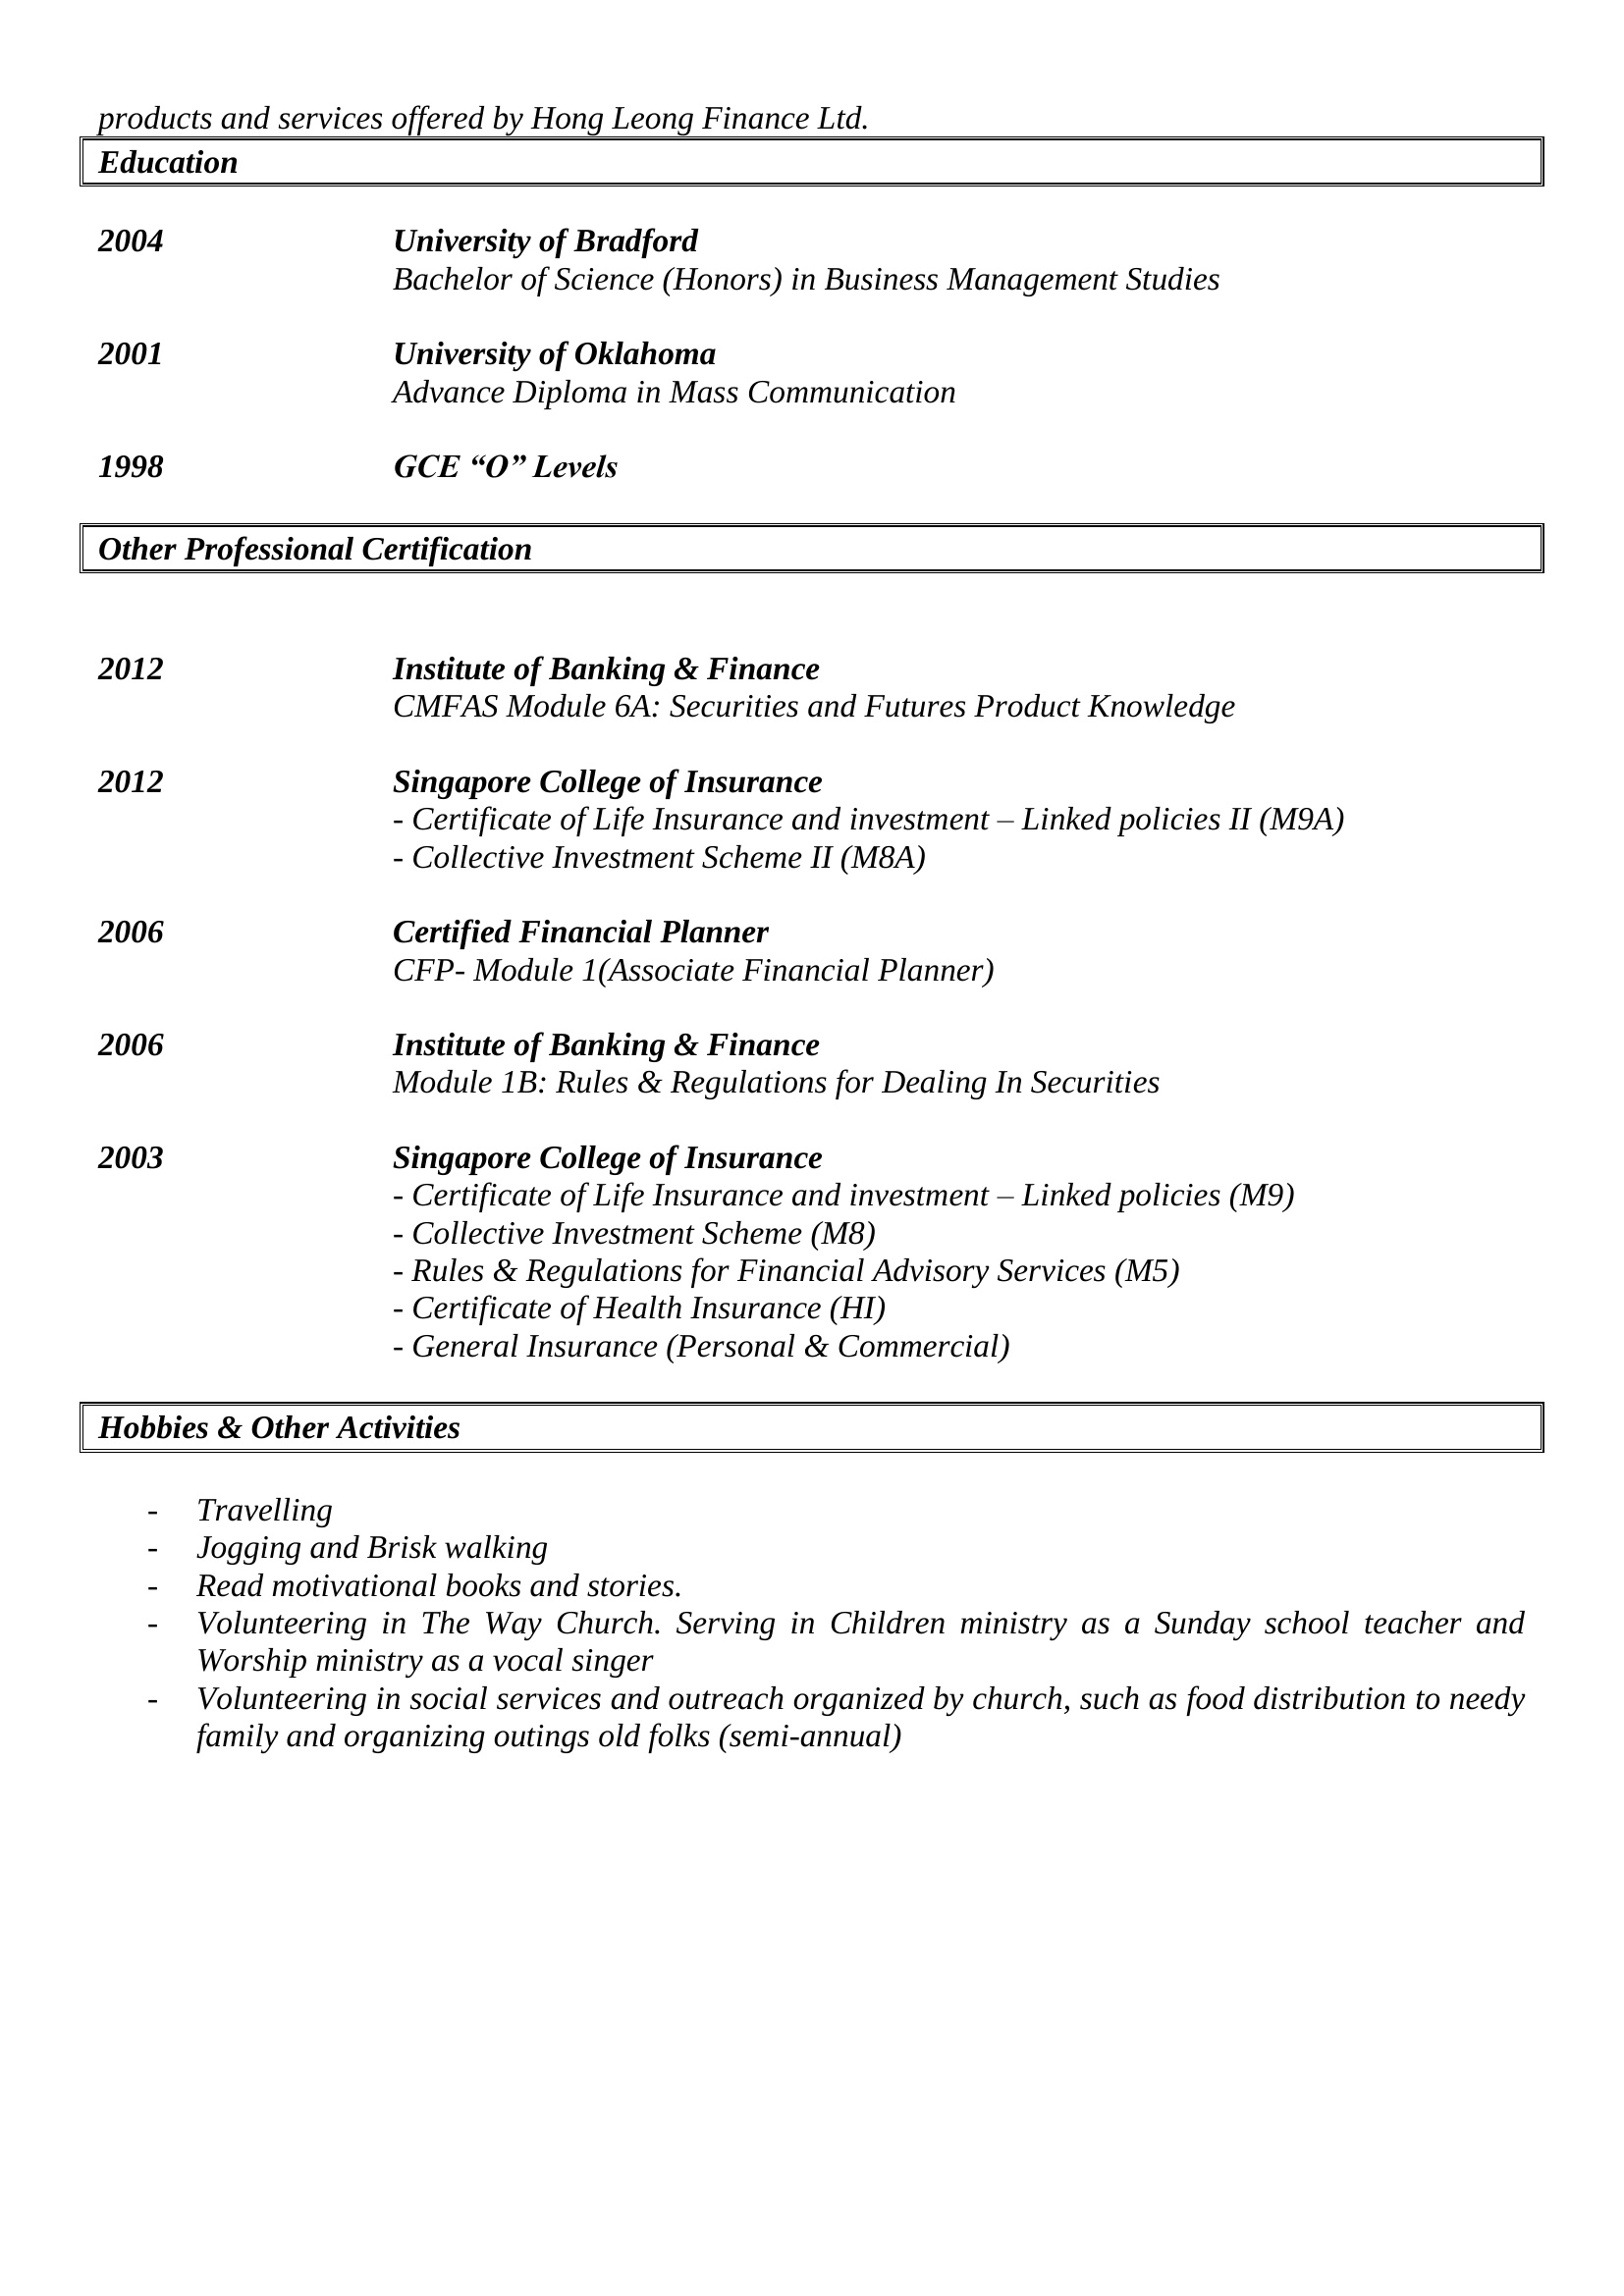 products and services offered by Hong Leong Finance Ltd.
Education
2004 University of Bradford
Bachelor of Science (Honors) in Business Management Studies
2001 University of Oklahoma
Advance Diploma in Mass Communication
1998 GCE “O” Levels
Other Professional Certification
2012 Institute of Banking & Finance
CMFAS Module 6A: Securities and Futures Product Knowledge
2012 Singapore College of Insurance
- Certificate of Life Insurance and investment – Linked policies II (M9A)
- Collective Investment Scheme II (M8A)
2006 Certified Financial Planner
CFP- Module 1(Associate Financial Planner)
2006 Institute of Banking & Finance
Module 1B: Rules & Regulations for Dealing In Securities
2003 Singapore College of Insurance
- Certificate of Life Insurance and investment – Linked policies (M9)
- Collective Investment Scheme (M8)
- Rules & Regulations for Financial Advisory Services (M5)
- Certificate of Health Insurance (HI)
- General Insurance (Personal & Commercial)
Hobbies & Other Activities
- Travelling
- Jogging and Brisk walking
- Read motivational books and stories.
- Volunteering in The Way Church. Serving in Children ministry as a Sunday school teacher and
Worship ministry as a vocal singer
- Volunteering in social services and outreach organized by church, such as food distribution to needy
family and organizing outings old folks (semi-annual)